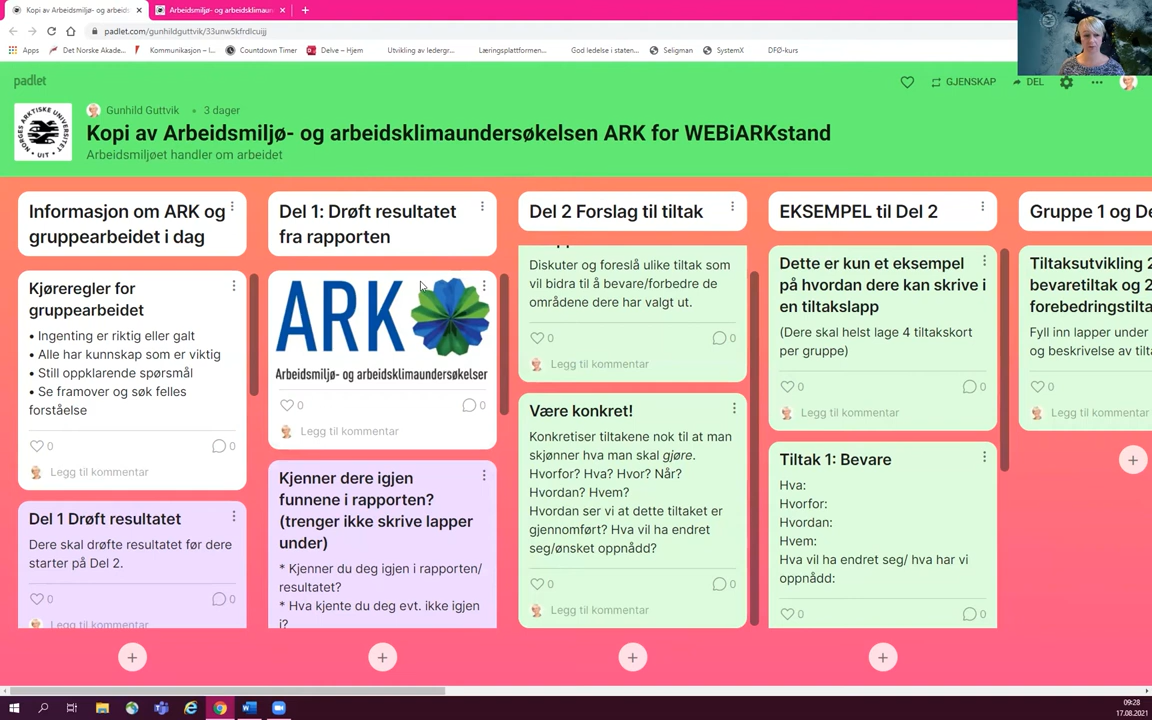 Kopi av Arbeidsmiljø- og arbeids
Arbeidsmiljø- og arbeidsklimaun
padlet.com/gunhildguttvik/33unw5kfrdlcuijj
Apps
Det Norske Akade...
Kommunikasjon – l...
Countdown Timer
Delve – Hjem
Utvikling av ledergr...
Læringsplattformen...
God ledelse i staten...
Seligman
SystemX
DFØ-kurs
padlet
GJENSKAP
DEL
NORGES ARKTISKE UNIVERSITET
UIT
Gunhild Guttvik • 3 dager
Kopi av Arbeidsmiljø- og arbeidsklimaundersøkelsen ARK for WEBiARKstand
Arbeidsmiljøet handler om arbeidet
Informasjon om ARK og
gruppearbeidet i dag
Kjøreregler for
gruppearbeidet
• Ingenting er riktig eller galt
• Alle har kunnskap som er viktig
• Still oppklarende spørsmål
• Se framover og søk felles
forståelse
0
0
Legg til kommentar
Del 1 Drøft resultatet
Dere skal drøfte resultatet før dere
starter på Del 2.
0
0
Legg til kommentar
Del 1: Drøft resultatet
fra rapporten
ARK
Arbeidsmiljø- og arbeidsklimaundersøkelser
0
0
Legg til kommentar
Kjenner dere igjen
funnene i rapporten?
(trenger ikke skrive lapper
under)
* Kjenner du deg igjen i rapporten/
resultatet?
* Hva kjente du deg evt. ikke igjen
i?
Del 2 Forslag til tiltak
Diskuter og foreslå ulike tiltak som
vil bidra til å bevare/forbedre de
områdene dere har valgt ut.
0
0
Legg til kommentar
Være konkret!
Konkretiser tiltakene nok til at man
skjønner hva man skal gjøre.
Hvorfor? Hva? Hvor? Når?
Hvordan? Hvem?
Hvordan ser vi at dette tiltaket er
gjennomført? Hva vil ha endret
seg/ønsket oppnådd?
0
0
Legg til kommentar
EKSEMPEL til Del 2
Dette er kun et eksempel
på hvordan dere kan skrive i
en tiltakslapp
(Dere skal helst lage 4 tiltakskort
per gruppe)
0
0
Legg til kommentar
Tiltak 1: Bevare
Hva:
Hvorfor:
Hvordan:
Hvem:
Hva vil ha endret seg/ hva har vi
oppnådd:
0
0
Gruppe 1 og De
Tiltaksutvikling 2
bevaretiltak og 2
forebedringstilta
Fyll inn lapper under
og beskrivelse av tilt
0
Legg til kommentar
09:28
17.08.2021